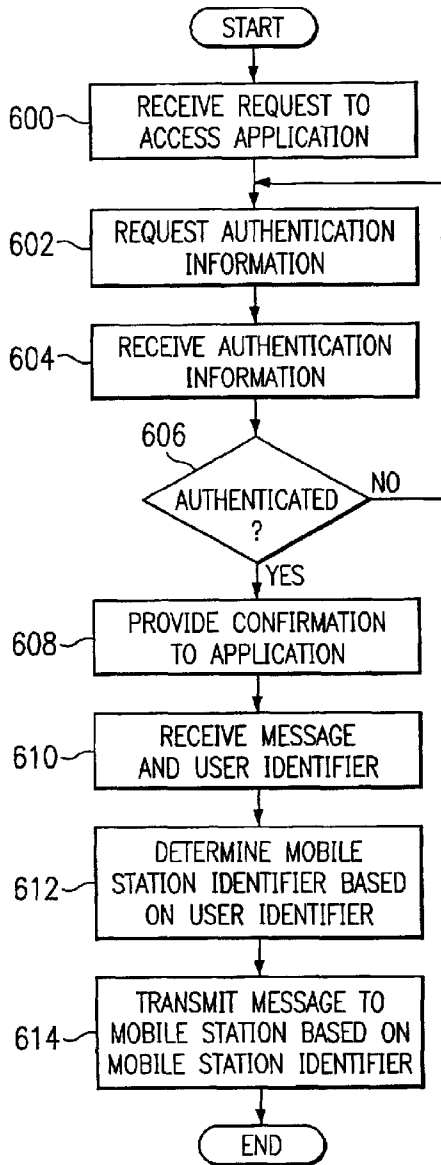 START
600
RECEIVE REQUEST TO
ACCESS APPLICATION
602
REQUEST AUTHENTICATION
INFORMATION
604
RECEIVE AUTHENTICATION
INFORMATION
606
AUTHENTICATED
?
NO
YES
608
PROVIDE CONFIRMATION
TO APPLICATION
610
RECEIVE MESSAGE
AND USER IDENTIFIER
612
DETERMINE MOBILE
STATION IDENTIFIER BASED
ON USER IDENTIFIER
614
TRANSMIT MESSAGE TO
MOBILE STATION BASED ON
MOBILE STATION IDENTIFIER
END